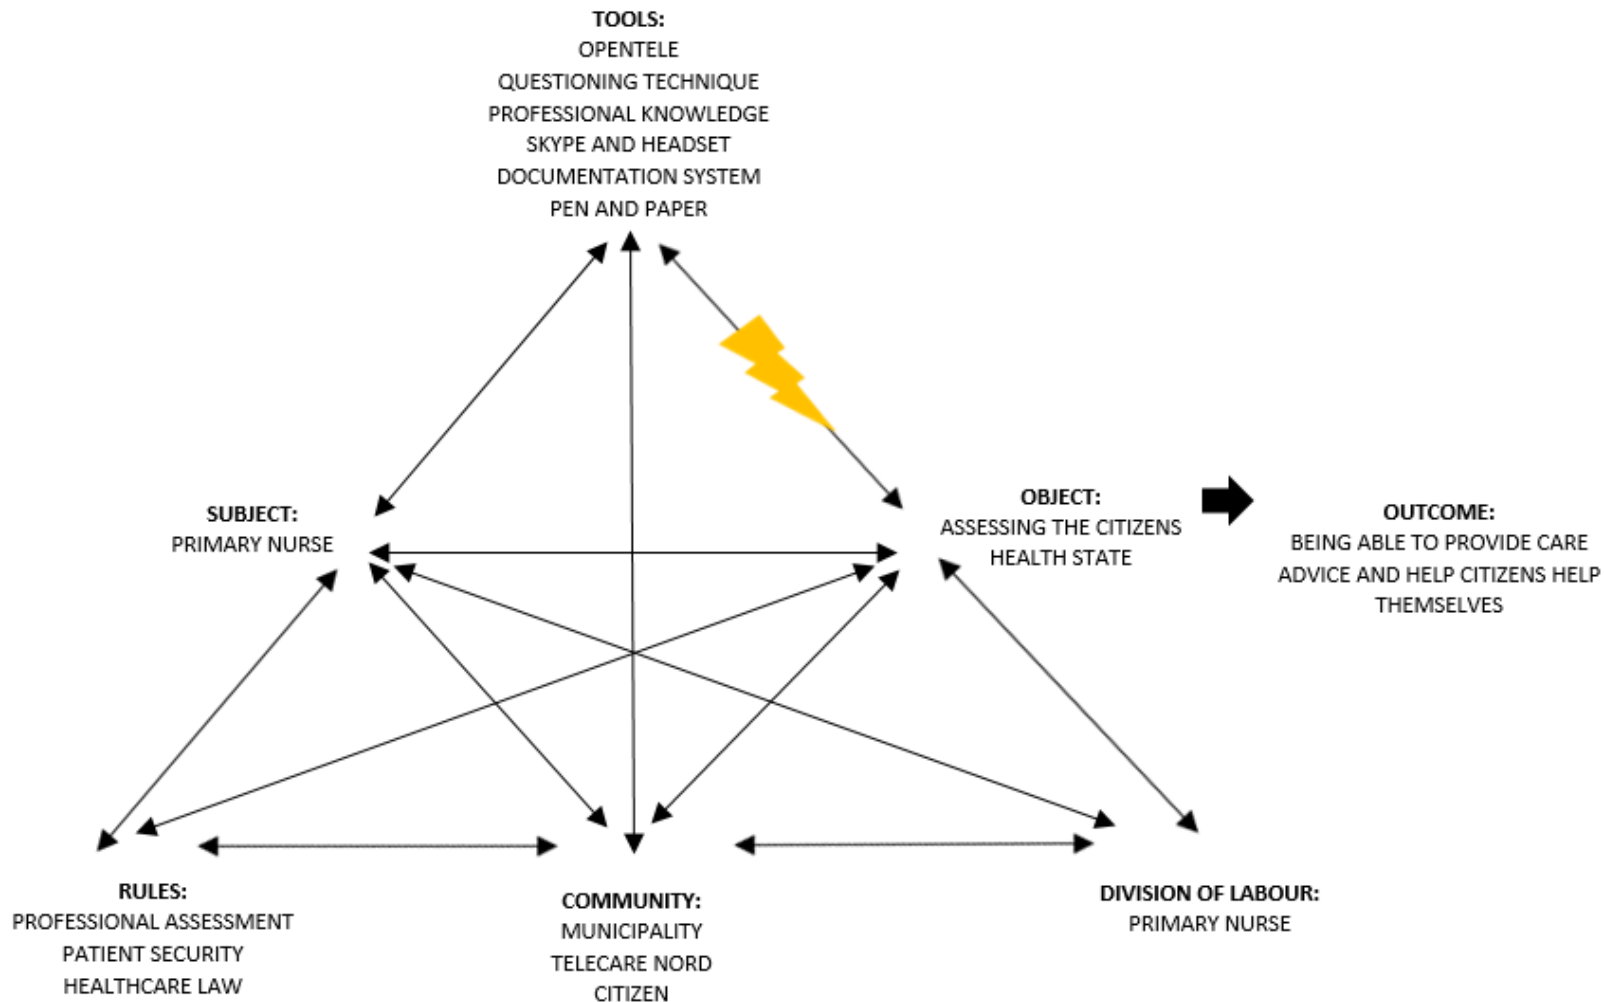 TOOLS:
OPENTELE
QUESTIONING TECHNIQUE
PROFESSIONAL KNOWLEDGE
SKYPE AND HEADSET
DOCUMENTATION SYSTEM
PEN AND PAPER
SUBJECT:
PRIMARY NURSE
OBJECT:
ASSESSING THE CITIZENS
HEALTH STATE
OUTCOME:
BEING ABLE TO PROVIDE CARE
ADVICE AND HELP CITIZENS HELP
THEMSELVES
RULES:
PROFESSIONAL ASSESSMENT
PATIENT SECURITY
HEALTHCARE LAW
COMMUNITY:
MUNICIPALITY
TELECARE NORD
CITIZEN
DIVISION OF LABOUR:
PRIMARY NURSE